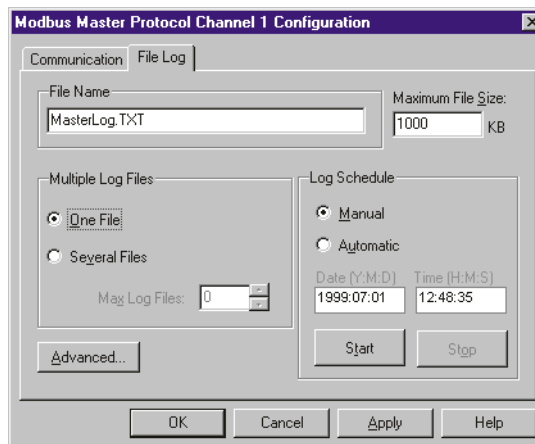 Modbus Master Protocol Channel 1 Configuration
Communication File Log
File Name
MasterLog.TXT
Maximum File Size:
1000 KB
Multiple Log Files
One File
Several Files
Max Log Files: 0
Log Schedule
Manual
Automatic
Date (Y:M:D) Time (H:M:S)
1999:07:01 12:48:35
Start Stop
Advanced...
OK Cancel Apply Help